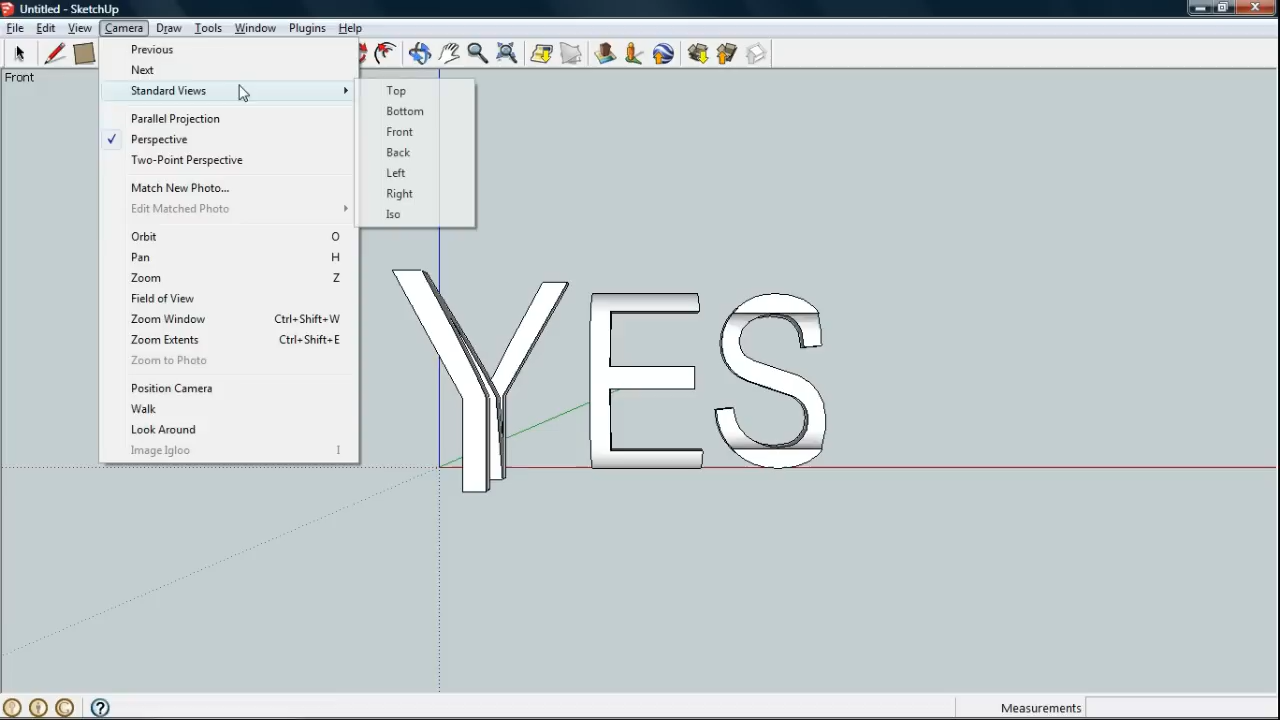 Untitled - SketchUp
File Edit View Camera Draw Tools Window Plugins Help
Front
Previous
Next
Standard Views
Parallel Projection
Perspective
Two-Point Perspective
Match New Photo...
Edit Matched Photo
Orbit O
Pan H
Zoom Z
Field of View
Zoom Window Ctrl+Shift+W
Zoom Extents Ctrl+Shift+E
Zoom to Photo
Position Camera
Walk
Look Around
Image Igloo I
Top
Bottom
Front
Back
Left
Right
Iso
YES
Measurements